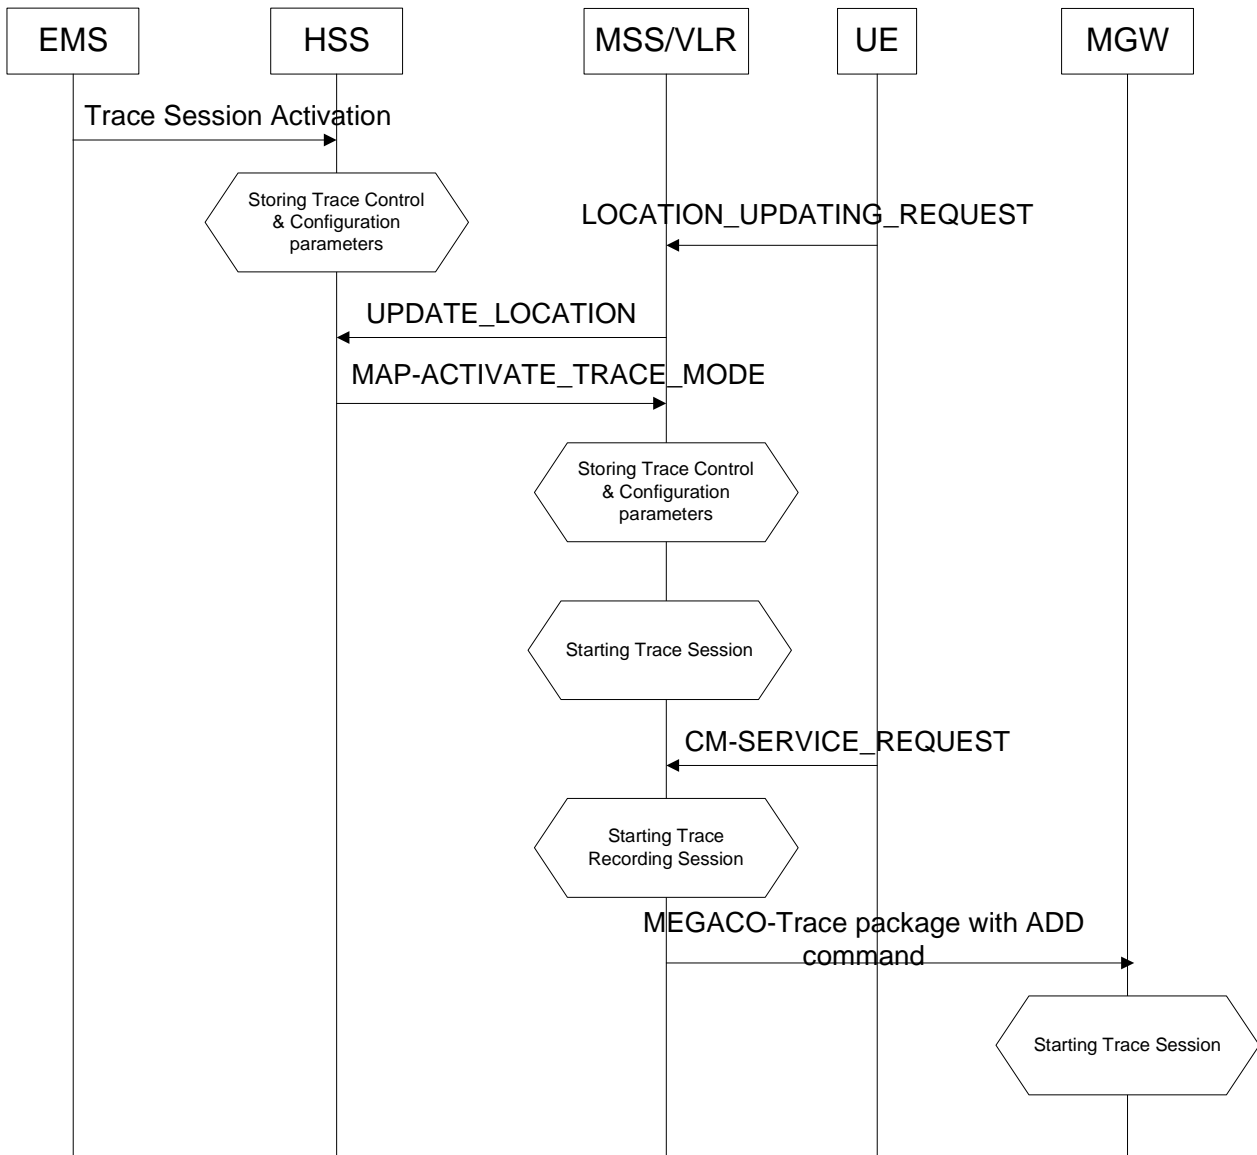 EMS
HSS
MSS/VLR
UE
MGW
Trace Session Activation
Storing Trace Control
& Configuration
parameters
LOCATION_UPDATING_REQUEST
UPDATE_LOCATION
MAP-ACTIVATE_TRACE_MODE
Storing Trace Control
& Configuration
parameters
Starting Trace Session
CM-SERVICE_REQUEST
Starting Trace
Recording Session
MEGACO-Trace package with ADD
command
Starting Trace Session